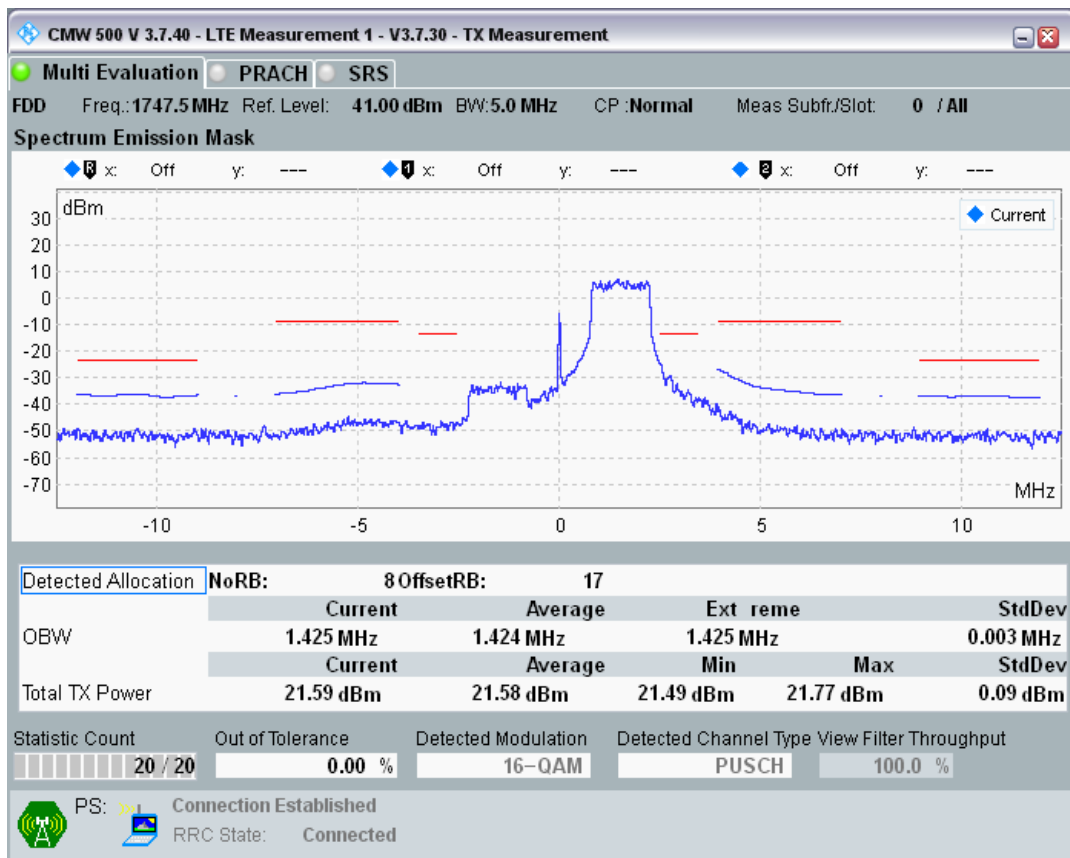 CMW 500 V 3.7.40 - LTE Measurement 1 - V3.7.30 - TX Measurement
Multi Evaluation PRACH SRS
FDD Freq.:1747.5 MHz Ref. Level: 41.00 dBm BW:5.0 MHz CP :Normal Meas Subfr./Slot: 0 / All
Spectrum Emission Mask
R x: Off y: --- 1 x: Off y: --- 2 x: Off y: ---
dBm
Current
30
20
10
0
-10
-20
-30
-40
-50
-60
-70
MHz
-10 -5 0 5 10
Detected Allocation NoRB: 8 OffsetRB: 17
Current Average Ext reme StdDev
OBW 1.425 MHz 1.424 MHz 1.425 MHz 0.003 MHz
Current Average Min Max StdDev
Total TX Power 21.59 dBm 21.58 dBm 21.49 dBm 21.77 dBm 0.09 dBm
Statistic Count Out of Tolerance Detected Modulation Detected Channel Type View Filter Throughput
20 / 20 0.00 % 16-QAM PUSCH 100.0 %
PS: Connection Established
RRC State: Connected